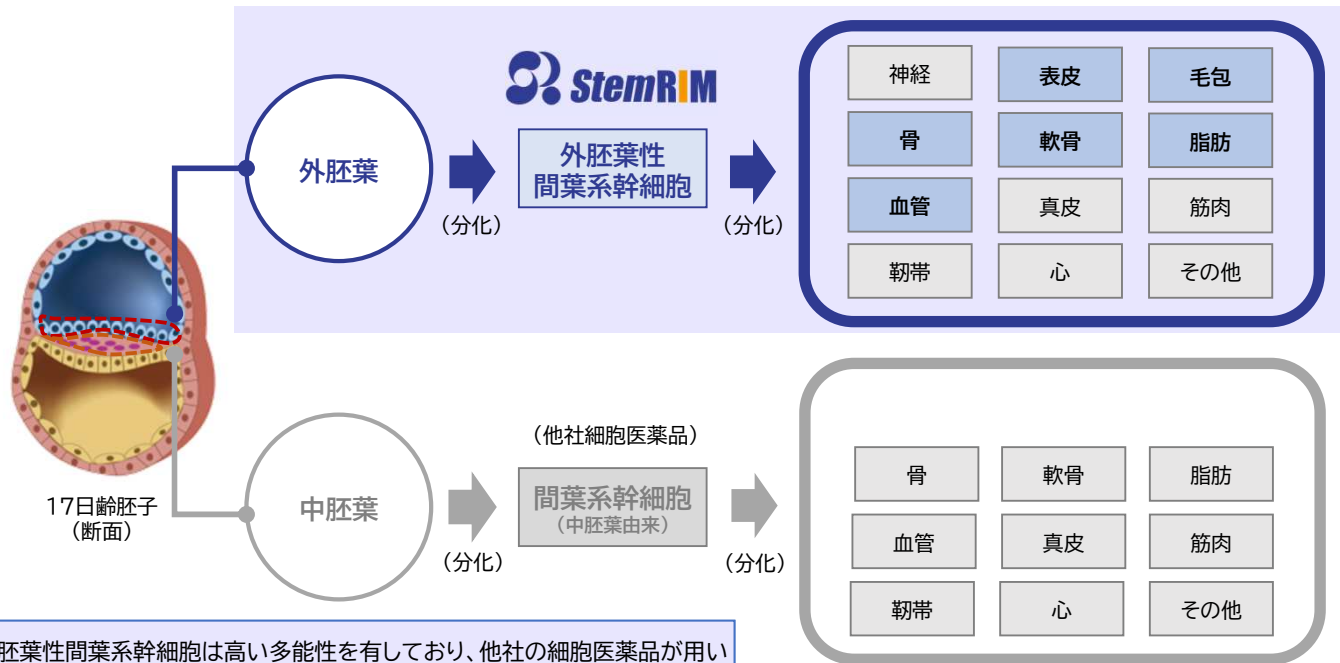 StemRIM
外胚葉
外胚葉性
間葉系幹細胞
(分化)
(分化)
神経
表皮
毛包
骨
軟骨
脂肪
血管
真皮
筋肉
靭帯
心
その他
17日齢胚子
(断面)
中胚葉
(他社細胞医薬品)
間葉系幹細胞
(中胚葉由来)
(分化)
(分化)
骨
軟骨
脂肪
血管
真皮
筋肉
靭帯
心
その他
胚葉性間葉系幹細胞は高い多能性を有しており、他社の細胞医薬品が用い